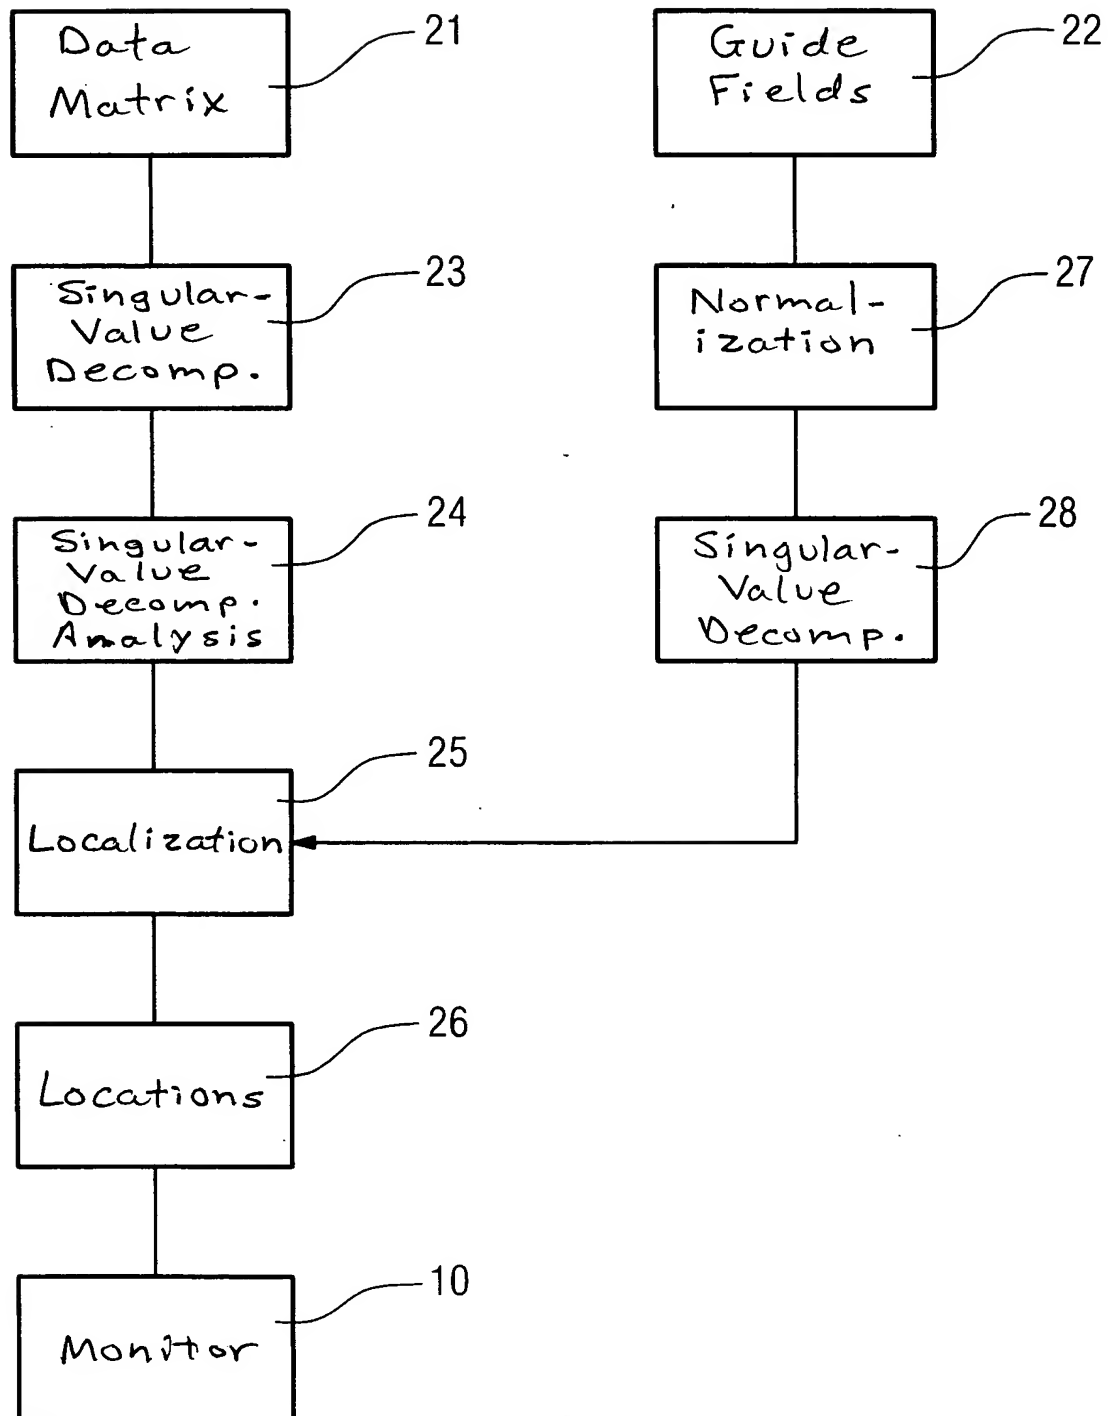 Data
Matrix
21
Guide
Fields
22
Singular-
Value
Decomp.
23
Normal-
ization
27
Singular-
Value
Decomp.
Analysis
24
Singular-
Value
Decomp.
28
Localization
25
Locations
26
Monitor
10